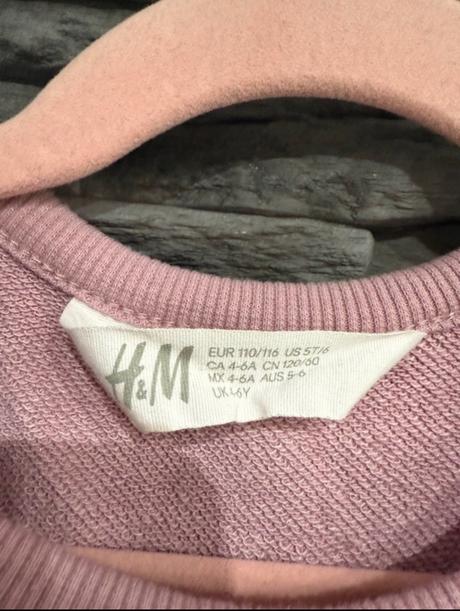 H&M
EUR 110/116 US 5T/6
CA 4-6A CN 120/60
MX 4-6A AUS 5-6
UK 4-6Y